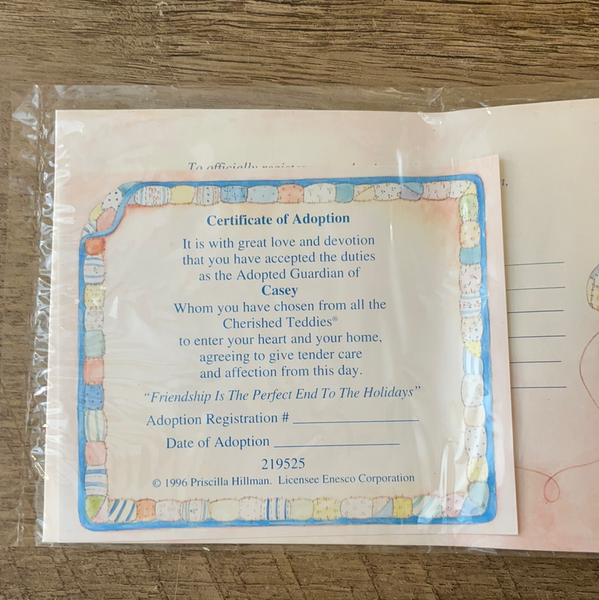 To officially
Certificate of Adoption
It is with great love and devotion
that you have accepted the duties
as the Adopted Guardian of
Casey
Whom you have chosen from all the
Cherished Teddies®
to enter your heart and your home,
agreeing to give tender care
and affection from this day.
“Friendship Is The Perfect End To The Holidays”
Adoption Registration #
Date of Adoption
219525
© 1996 Priscilla Hillman. Licensee Enesco Corporation